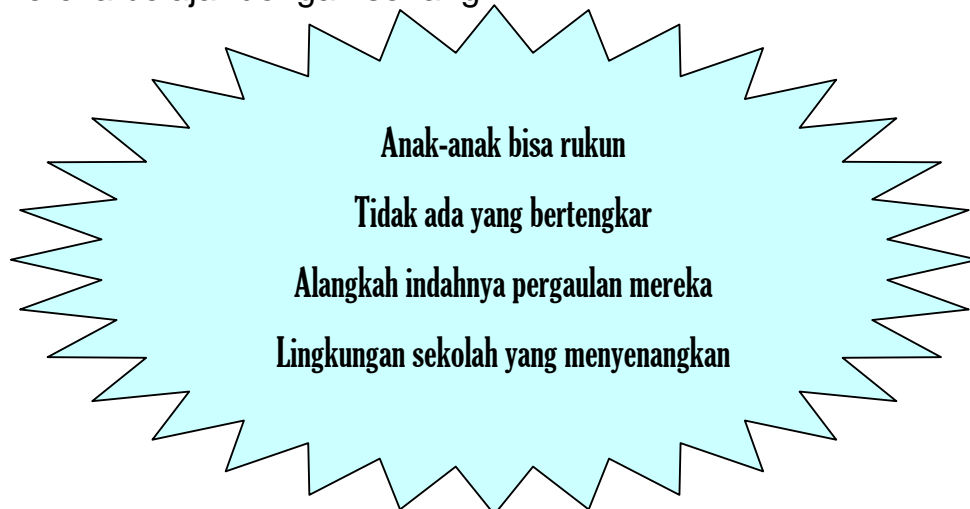 Anak-anak bisa rukun
Tidak ada yang bertengkar
Alangkah indahnya pergaulan mereka
Lingkungan sekolah yang menyenangkan